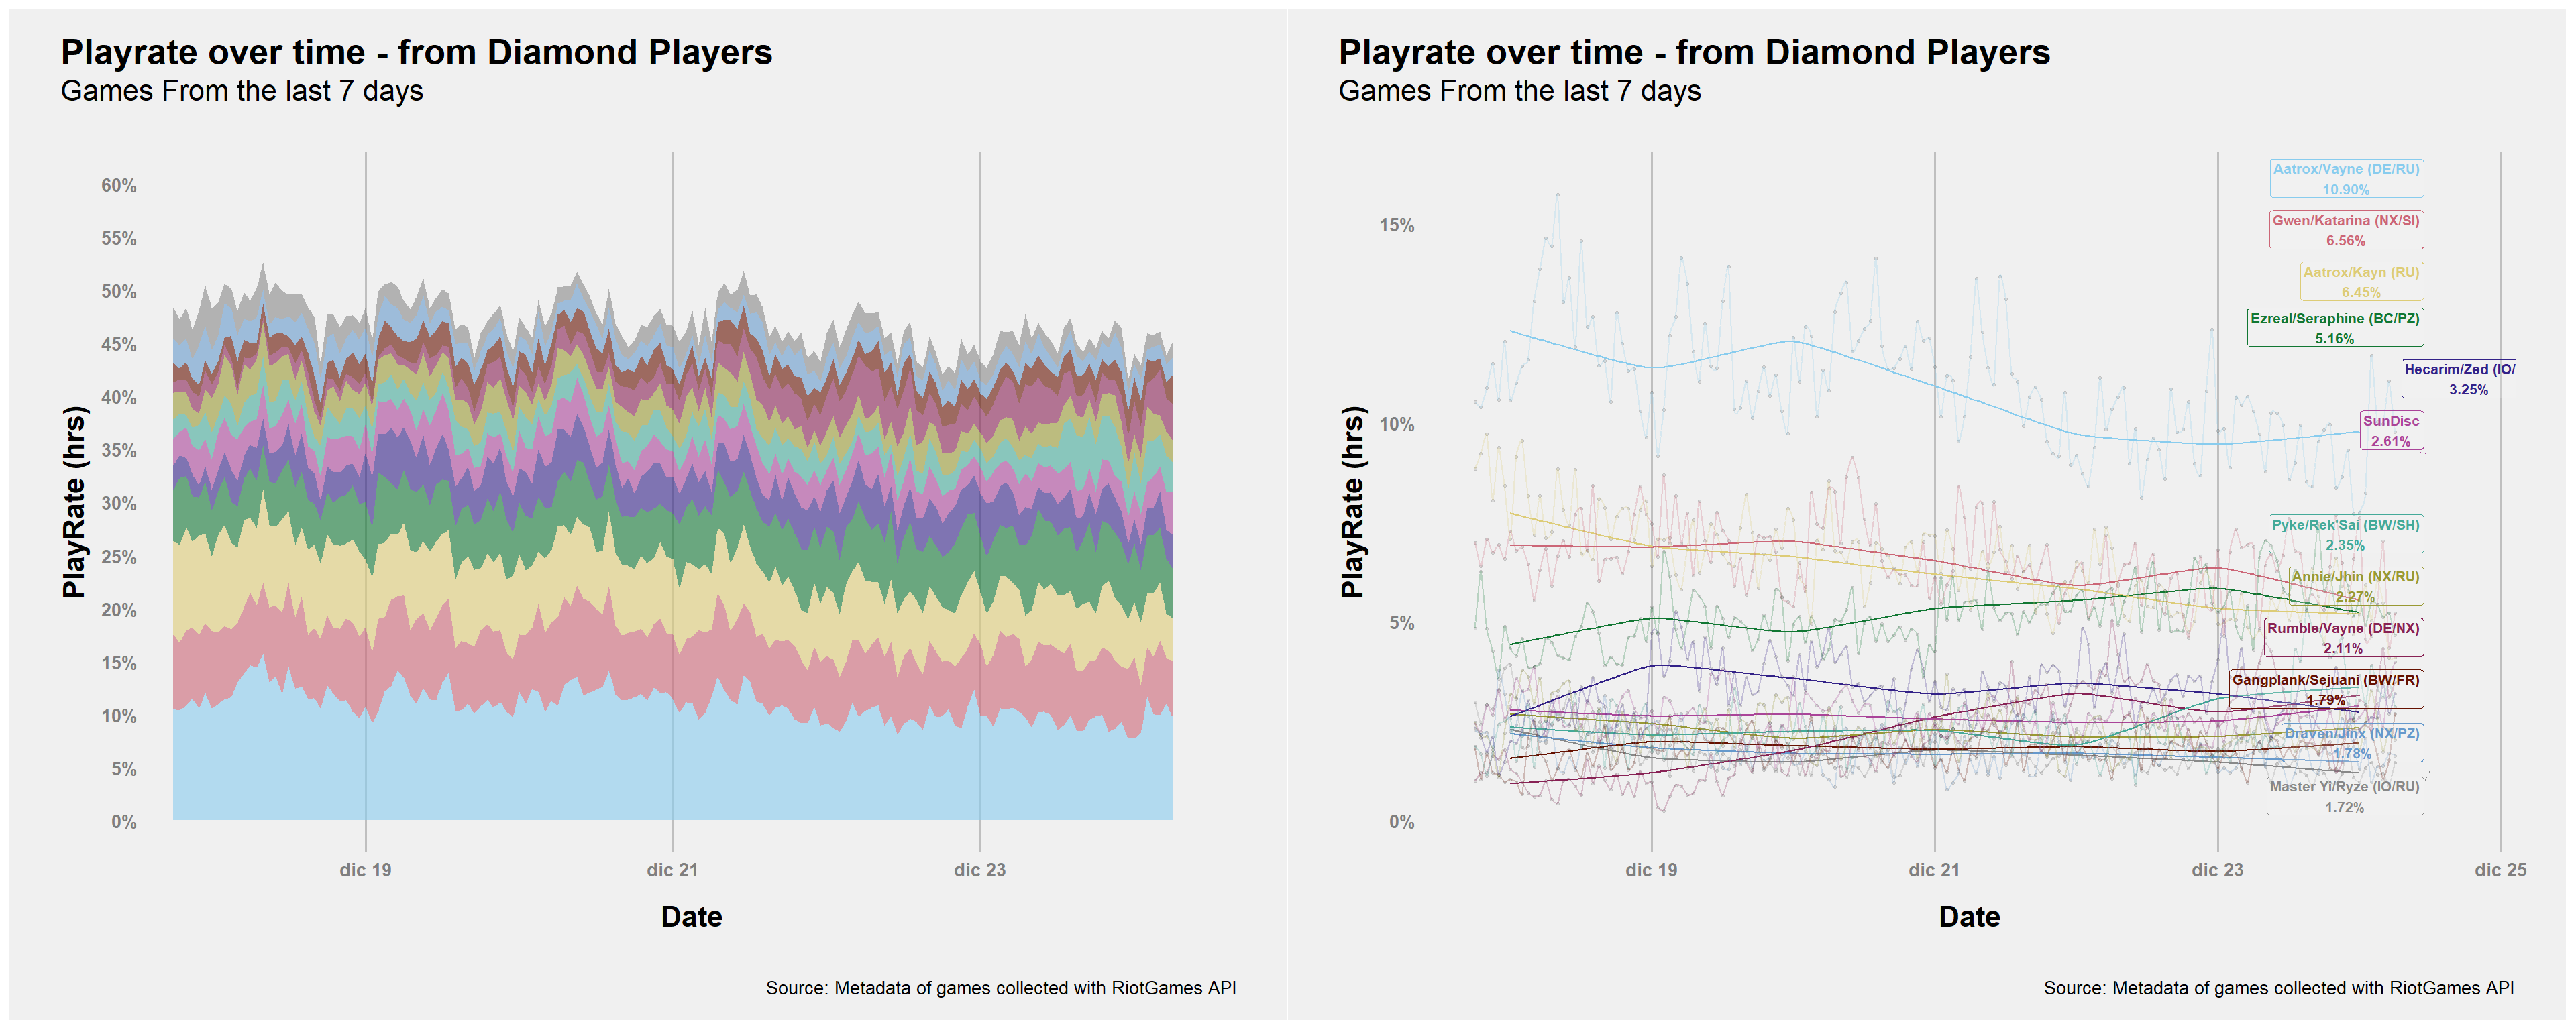 Playrate over time - from Diamond Players
Games From the last 7 days
60%
55%
50%
45%
40%
35%
30%
25%
20%
15%
10%
5%
0%
PlayRate (hrs)
dic 19
dic 21
dic 23
Date
Source: Metadata of games collected with RiotGames API
Playrate over time - from Diamond Players
Games From the last 7 days
15%
10%
5%
0%
PlayRate (hrs)
Aatrox/Vayne (DE/RU)
10.90%
Gwen/Katarina (NX/SI)
6.56%
Aatrox/Kayn (RU)
6.45%
Ezreal/Seraphine (BC/PZ)
5.16%
Hecarim/Zed (IO/
3.25%
SunDisc
2.61%
Pyke/Rek'Sai (BW/SH)
2.35%
Annie/Jhin (NX/RU)
2.27%
Rumble/Vayne (DE/NX)
2.11%
Gangplank/Sejuani (BW/FR)
1.79%
Draven/Jinx (NX/PZ)
1.78%
Master Yi/Ryze (IO/RU)
1.72%
dic 19
dic 21
dic 23
dic 25
Date
Source: Metadata of games collected with RiotGames API